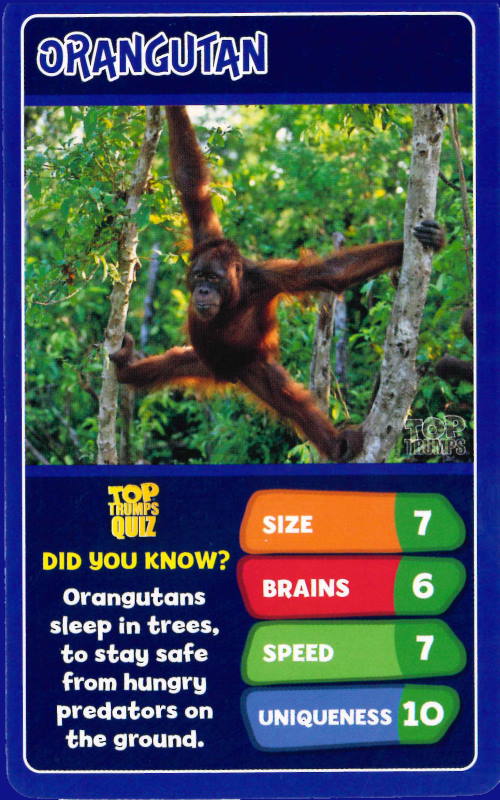 ORANGUTAN
TOP
TRUMPS
TOP
TRUMPS
QUIZ
DID YOU KNOW?
Orangutans
sleep in trees,
to stay safe
from hungry
predators on
the ground.
SIZE 7
BRAINS 6
SPEED 7
UNIQUENESS 10